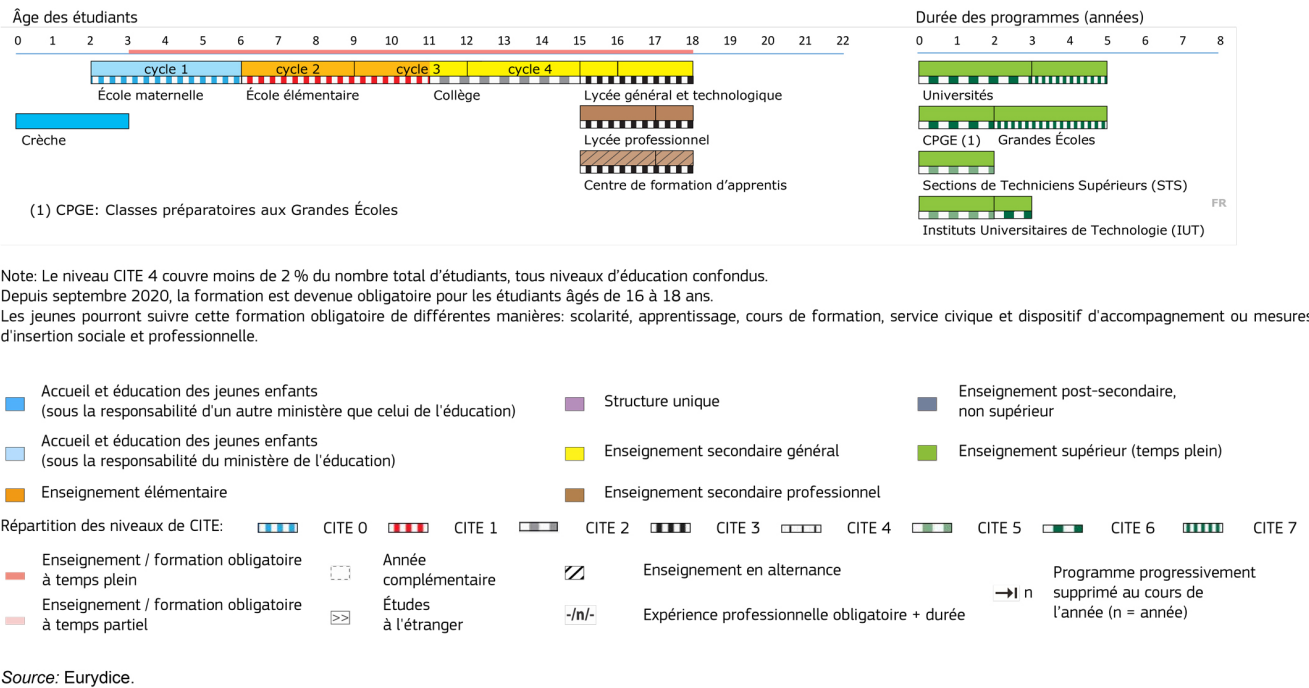 Âge des étudiants
Durée des programmes (années)
0 1 2 3 4 5 6 7 8 9 10 11 12 13 14 15 16 17 18 19 20 21 22
0 1 2 3 4 5 6 7 8
cycle 1 cycle 2 cycle 3 cycle 4
École maternelle École élémentaire Collège Lycée général et technologique
Universités
Crèche
Lycée professionnel
CPGE (1) Grandes Écoles
Centre de formation d'apprentis
Sections de Techniciens Supérieurs (STS)
(1) CPGE: Classes préparatoires aux Grandes Écoles
FR
Instituts Universitaires de Technologie (IUT)
Note: Le niveau CITE 4 couvre moins de 2 % du nombre total d'étudiants, tous niveaux d'éducation confondus.
Depuis septembre 2020, la formation est devenue obligatoire pour les étudiants âgés de 16 à 18 ans.
Les jeunes pourront suivre cette formation obligatoire de différentes manières: scolarité, apprentissage, cours de formation, service civique et dispositif d'accompagnement ou mesures
d'insertion sociale et professionnelle.
Accueil et éducation des jeunes enfants
(sous la responsabilité d'un autre ministère que celui de l'éducation)
Structure unique
Enseignement post-secondaire,
non supérieur
Accueil et éducation des jeunes enfants
(sous la responsabilité du ministère de l'éducation)
Enseignement secondaire général
Enseignement supérieur (temps plein)
Enseignement élémentaire
Enseignement secondaire professionnel
Répartition des niveaux de CITE: CITE 0 CITE 1 CITE 2 CITE 3 CITE 4 CITE 5 CITE 6 CITE 7
Enseignement / formation obligatoire
à temps plein
Année
complémentaire
Enseignement en alternance
n
Programme progressivement
supprimé au cours de
l'année (n = année)
Enseignement / formation obligatoire
à temps partiel
>>
Études
à l'étranger
-/n/-
Expérience professionnelle obligatoire + durée
Source: Eurydice.